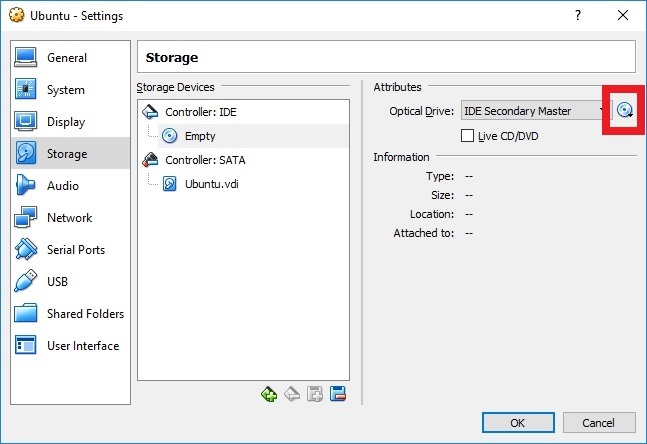 Ubuntu - Settings
?
General
System
Display
Storage
Audio
Network
Serial Ports
USB
Shared Folders
User Interface
Storage
Storage Devices
Controller: IDE
Empty
Controller: SATA
Ubuntu.vdi
Attributes
Optical Drive: IDE Secondary Master
Live CD/DVD
Information
Type: --
Size: --
Location: --
Attached to: --
OK
Cancel